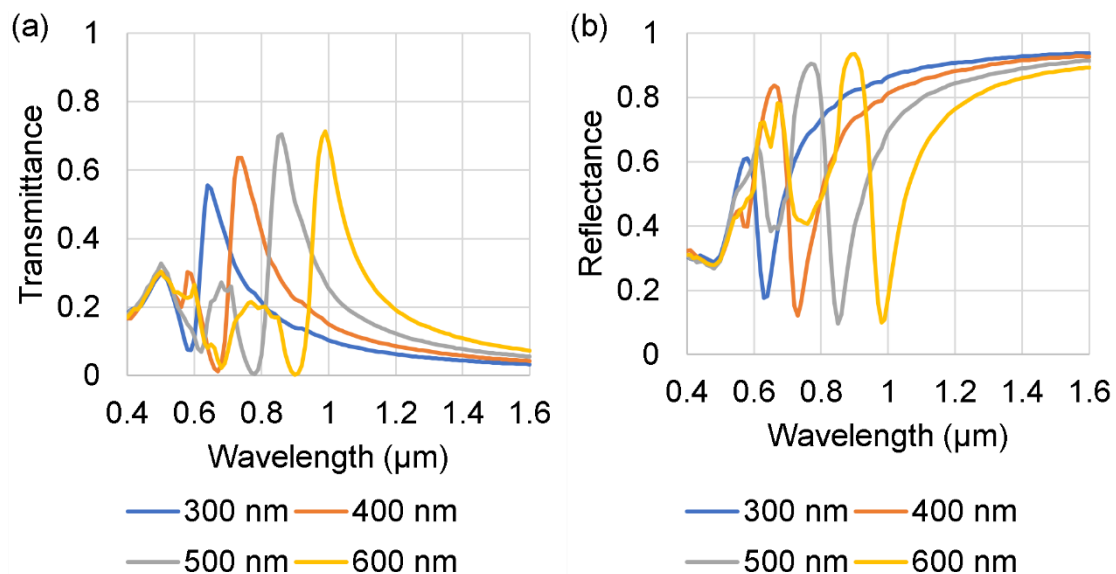 (a)
1
0.8
0.6
0.4
0.2
0
Transmittance
0.4 0.6 0.8 1 1.2 1.4 1.6
Wavelength (µm)
300 nm 400 nm
500 nm 600 nm
(b)
1
0.8
0.6
0.4
0.2
0
Reflectance
0.4 0.6 0.8 1 1.2 1.4 1.6
Wavelength (µm)
300 nm 400 nm
500 nm 600 nm